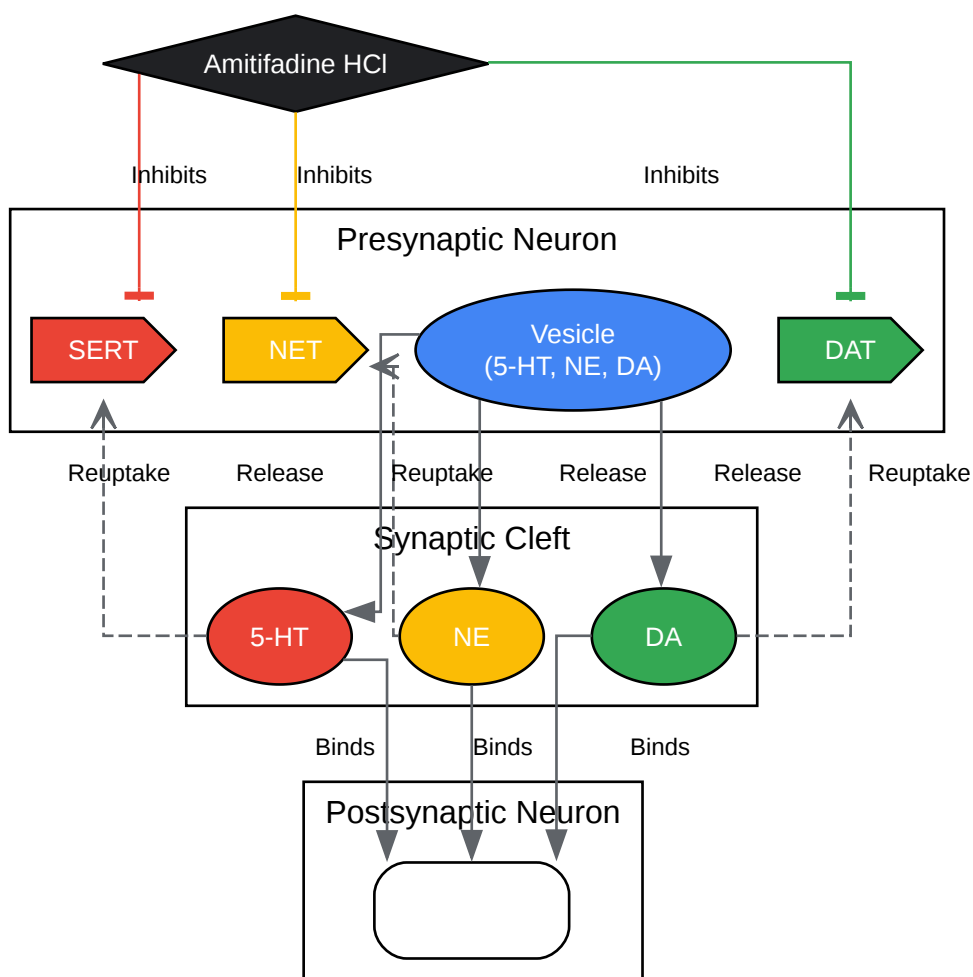 Amitifadine HCl
Inhibits
Inhibits
Inhibits
Presynaptic Neuron
SERT
NET
Vesicle
(5-HT, NE, DA)
DAT
Reuptake
Release
Reuptake
Release
Release
Reuptake
Synaptic Cleft
5-HT
NE
DA
Binds
Binds
Binds
Postsynaptic Neuron